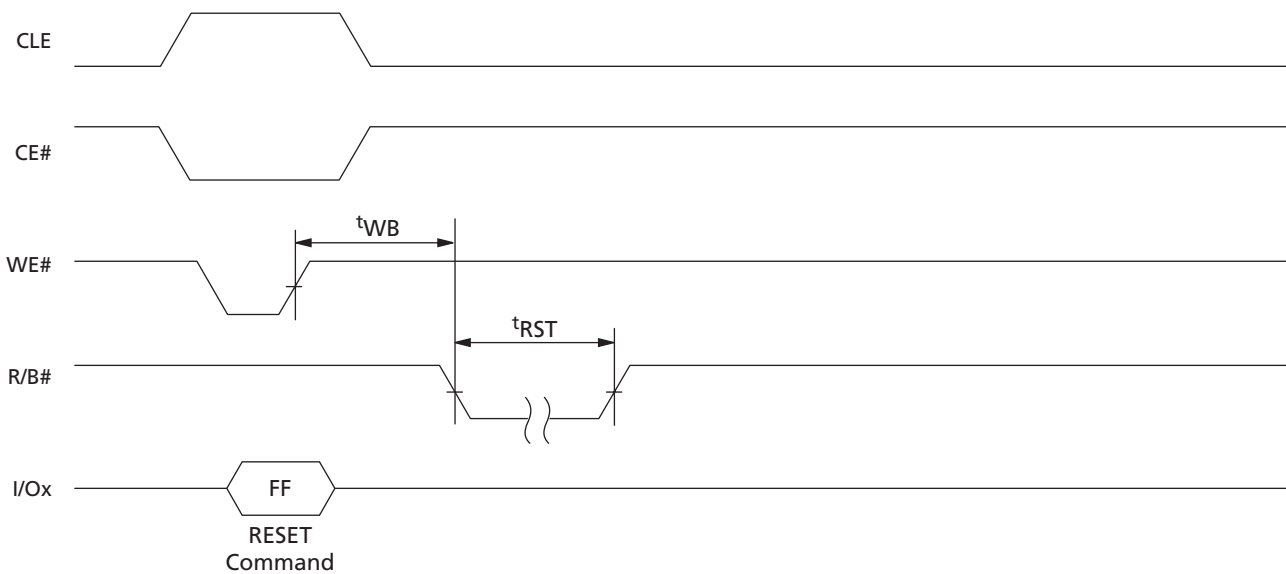 CLE
CE#
tWB
WE#
tRST
R/B#
I/Ox
FF
RESET
Command